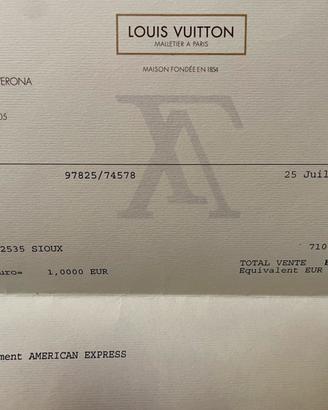 LOUIS VUITTON
MALLETIER A PARIS
MAISON FONDÉE EN 1854
VERONA
05
97825/74578 25 Juil
2535 SIOUX 710
uro= 1,0000 EUR TOTAL VENTE
Equivalent EUR
ment AMERICAN EXPRESS